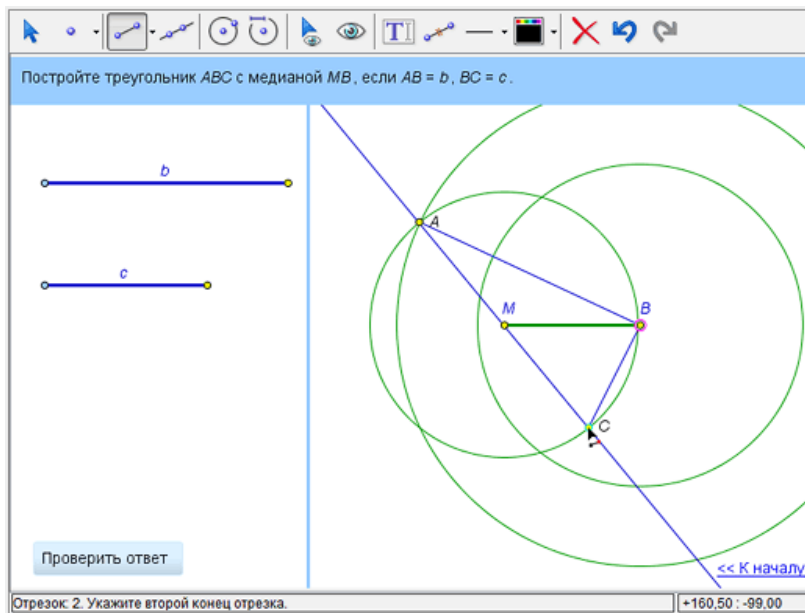 Постройте треугольник ABC с медианой MB, если AB = b, BC = c.
b
c
A
M
B
C
Проверить ответ
<< К началу
Отрезок: 2. Укажите второй конец отрезка.
+160,50 : -99,00